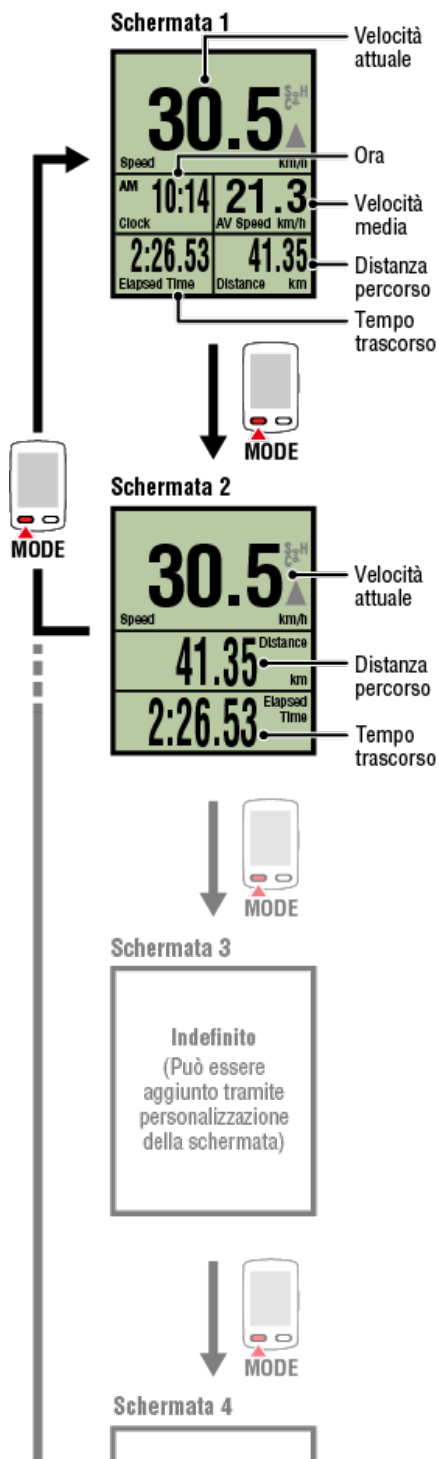 Schermata 1
Velocità
attuale
30.5
S H
C
Speed
km/h
Ora
AM
10:14
Clock
21.3
AV Speed km/h
Velocità
media
2:26.53
Elapsed Time
41.35
Distance km
Distanza
percorso
Tempo
trascorso
MODE
MODE
Schermata 2
30.5
S H
C
Speed
km/h
Velocità
attuale
41.35
Distance
km
Distanza
percorso
2:26.53
Elapsed
Time
Tempo
trascorso
MODE
Schermata 3
Indefinito
(Può essere
aggiunto tramite
personalizzazione
della schermata)
MODE
Schermata 4